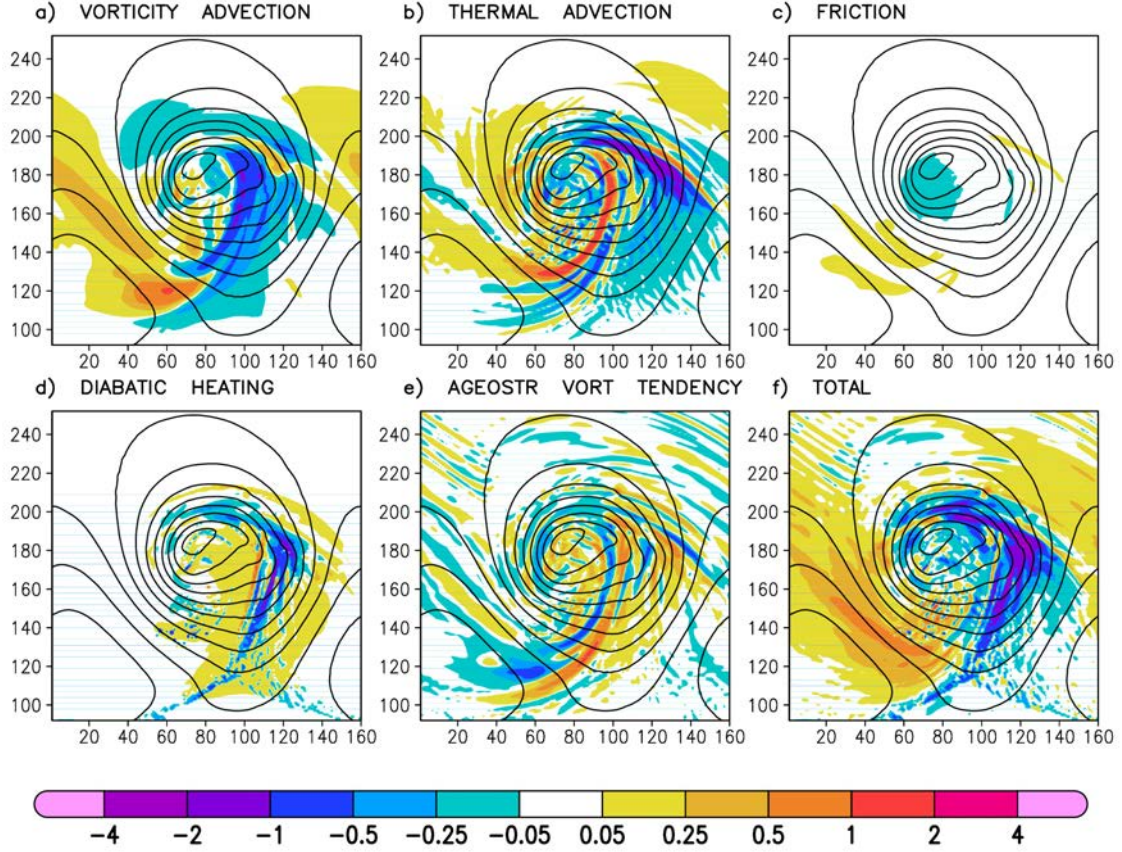 a) VORTICITY ADVECTION b) THERMAL ADVECTION c) FRICTION
240 240 240
220 220 220
200 200 200
180 180 180
160 160 160
140 140 140
120 120 120
100 100 100
20 40 60 80 100 120 140 160 20 40 60 80 100 120 140 160 20 40 60 80 100 120 140 160
d) DIABATIC HEATING e) AGEOSTR VORT TENDENCY f) TOTAL
240 240 240
220 220 220
200 200 200
180 180 180
160 160 160
140 140 140
120 120 120
100 100 100
20 40 60 80 100 120 140 160 20 40 60 80 100 120 140 160 20 40 60 80 100 120 140 160
−4 −2 −1 −0.5 −0.25 −0.05 0.05 0.25 0.5 1 2 4